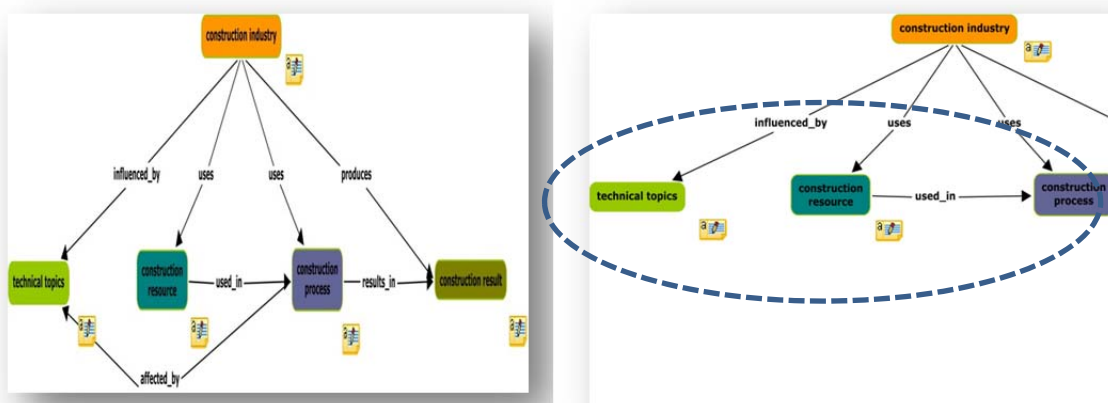 construction industry
influenced_by
uses
uses
produces
technical topics
construction
resource
used_in
construction
process
results_in
construction result
affected_by
construction industry
influenced_by
uses
uses
technical topics
construction
resource
used_in
construction
process